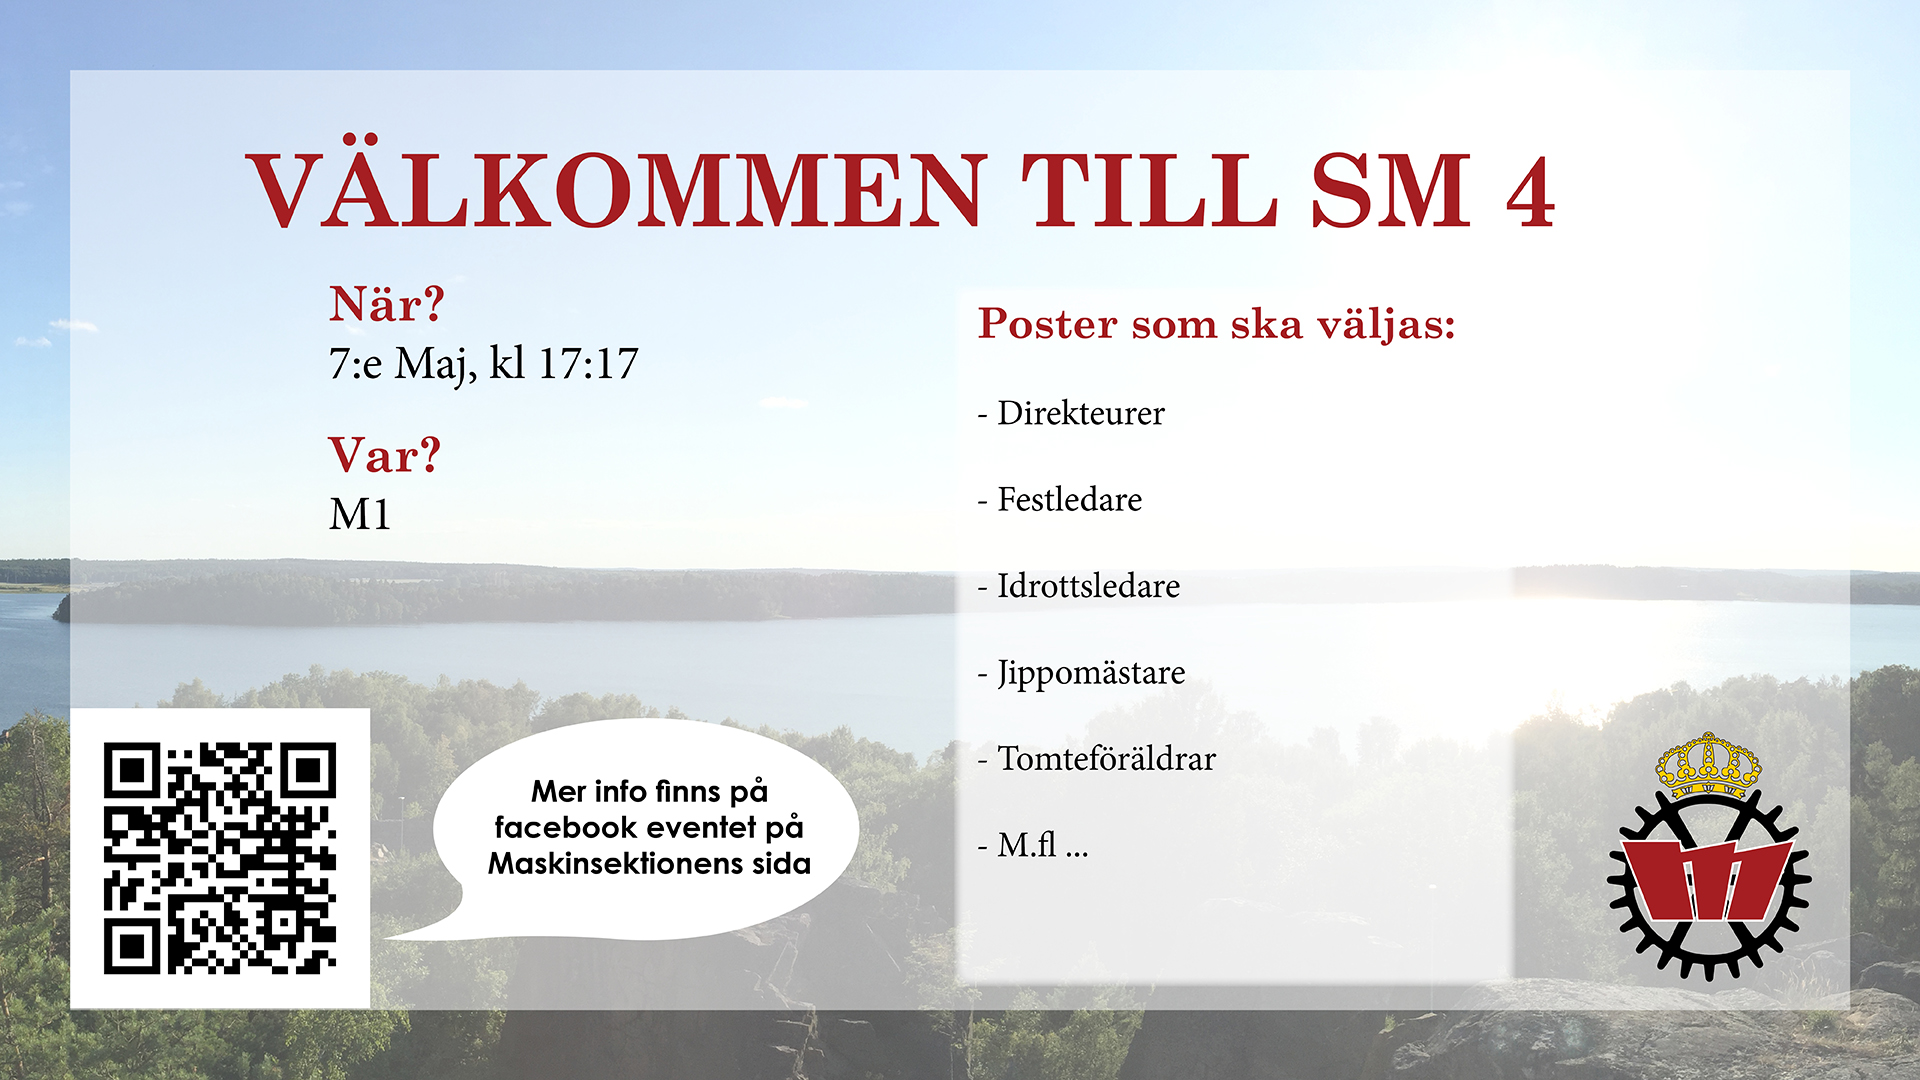 VÄLKOMMEN TILL SM 4
När?
7:e Maj, kl 17:17
Var?
M1
Poster som ska väljas:
- Direkteurer
- Festledare
- Idrottsledare
- Jippomästare
- Tomteföräldrar
- M.fl ...
Mer info finns på
facebook eventet på
Maskinsektionens sida